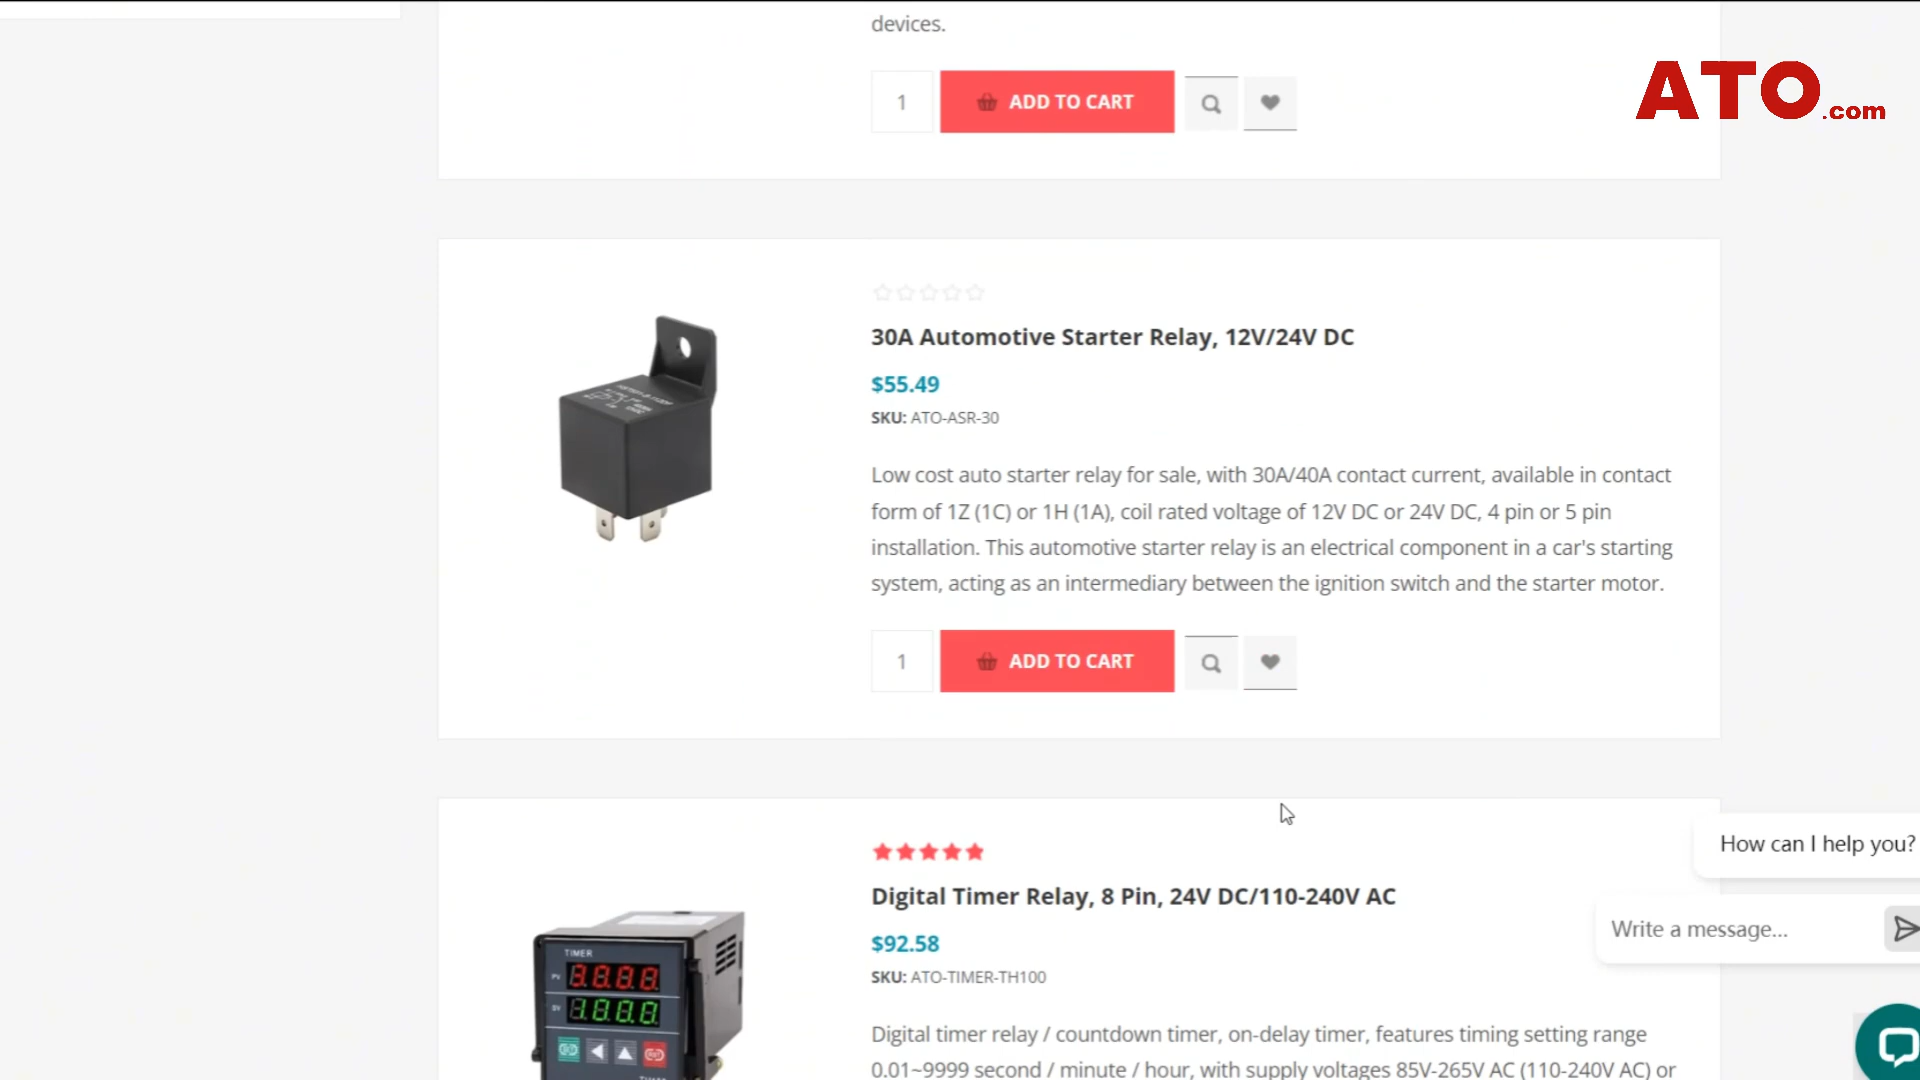 devices.
1
ADD TO CART
ATO.com
30A Automotive Starter Relay, 12V/24V DC
$55.49
SKU: ATO-ASR-30
Low cost auto starter relay for sale, with 30A/40A contact current, available in contact
form of 1Z (1C) or 1H (1A), coil rated voltage of 12V DC or 24V DC, 4 pin or 5 pin
installation. This automotive starter relay is an electrical component in a car's starting
system, acting as an intermediary between the ignition switch and the starter motor.
1
ADD TO CART
How can I help you?
Write a message...
Digital Timer Relay, 8 Pin, 24V DC/110-240V AC
$92.58
SKU: ATO-TIMER-TH100
Digital timer relay / countdown timer, on-delay timer, features timing setting range
0.01~9999 second / minute / hour, with supply voltages 85V-265V AC (110-240V AC) or
TIMER
PV
SV